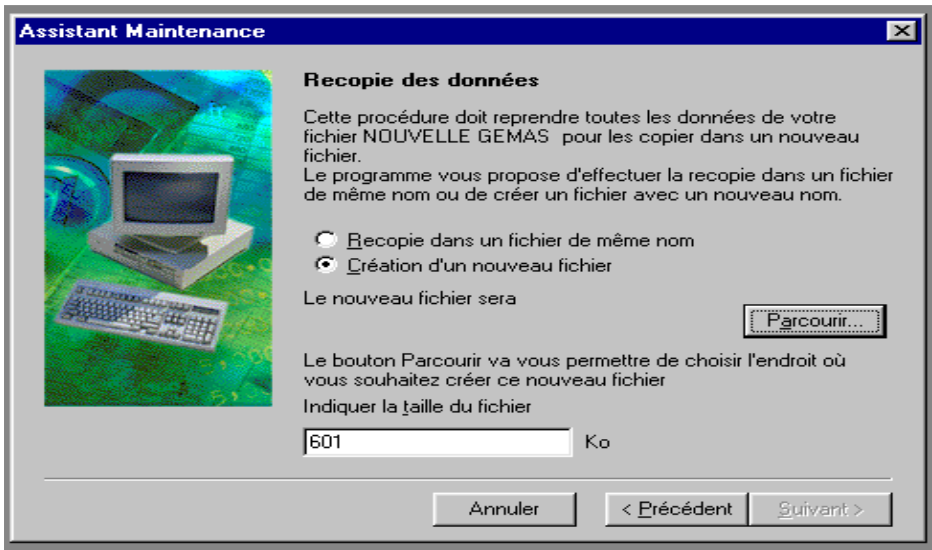 Assistant Maintenance
Recopie des données
Cette procédure doit reprendre toutes les données de votre
fichier NOUVELLE GEMAS pour les copier dans un nouveau
fichier.
Le programme vous propose d'effectuer la recopie dans un fichier
de même nom ou de créer un fichier avec un nouveau nom.
Recopie dans un fichier de même nom
Création d'un nouveau fichier
Le nouveau fichier sera
Parcourir...
Le bouton Parcourir va vous permettre de choisir l'endroit où
vous souhaitez créer ce nouveau fichier
Indiquer la taille du fichier
601 Ko
Annuler < Précédent Suivant >